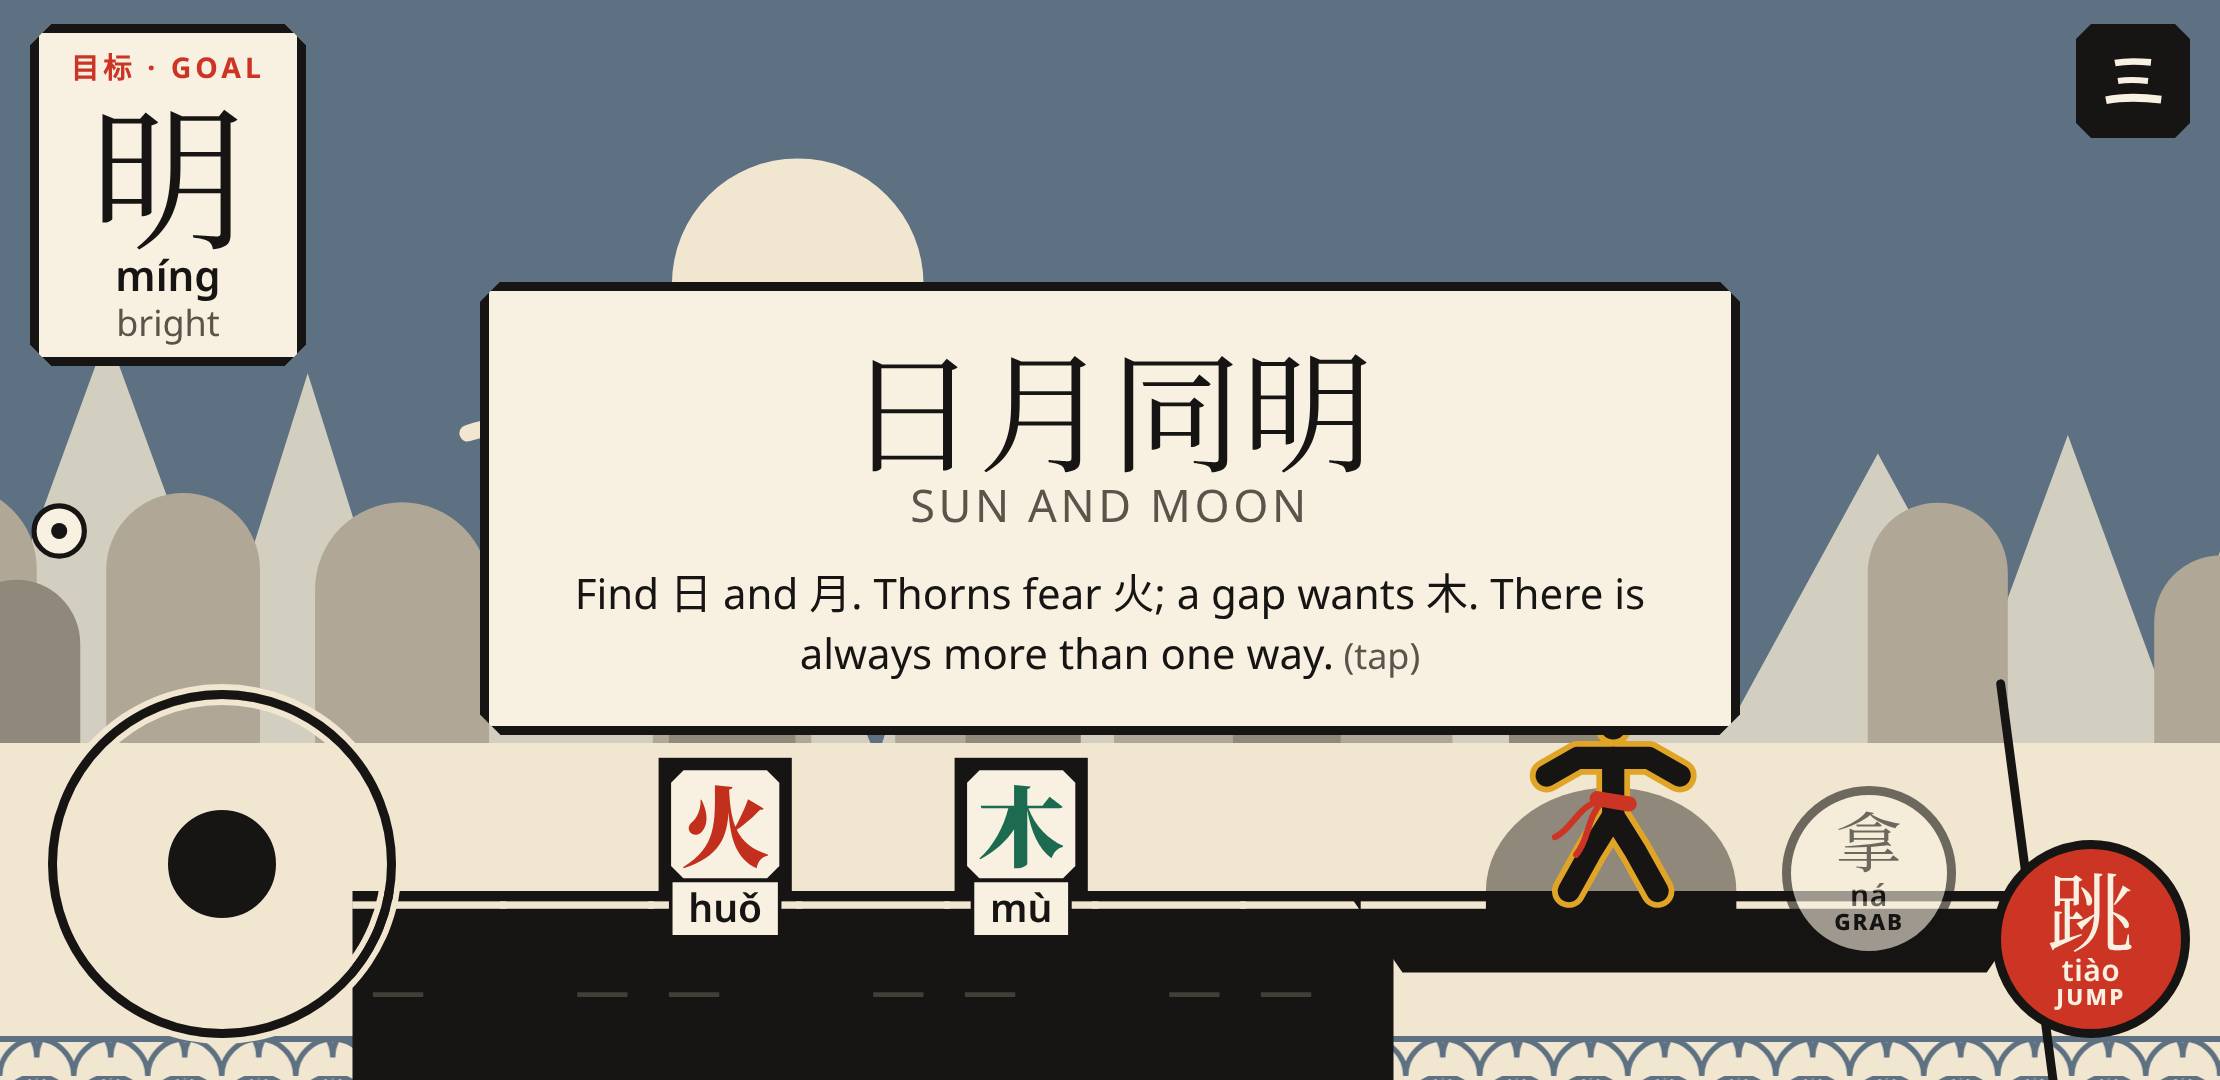 目标 · GOAL
明
míng
bright
三
日月同明
SUN AND MOON
Find 日 and 月. Thorns fear 火; a gap wants 木. There is
always more than one way. (tap)
火
huǒ
木
mù
拿
ná
GRAB
跳
tiào
JUMP